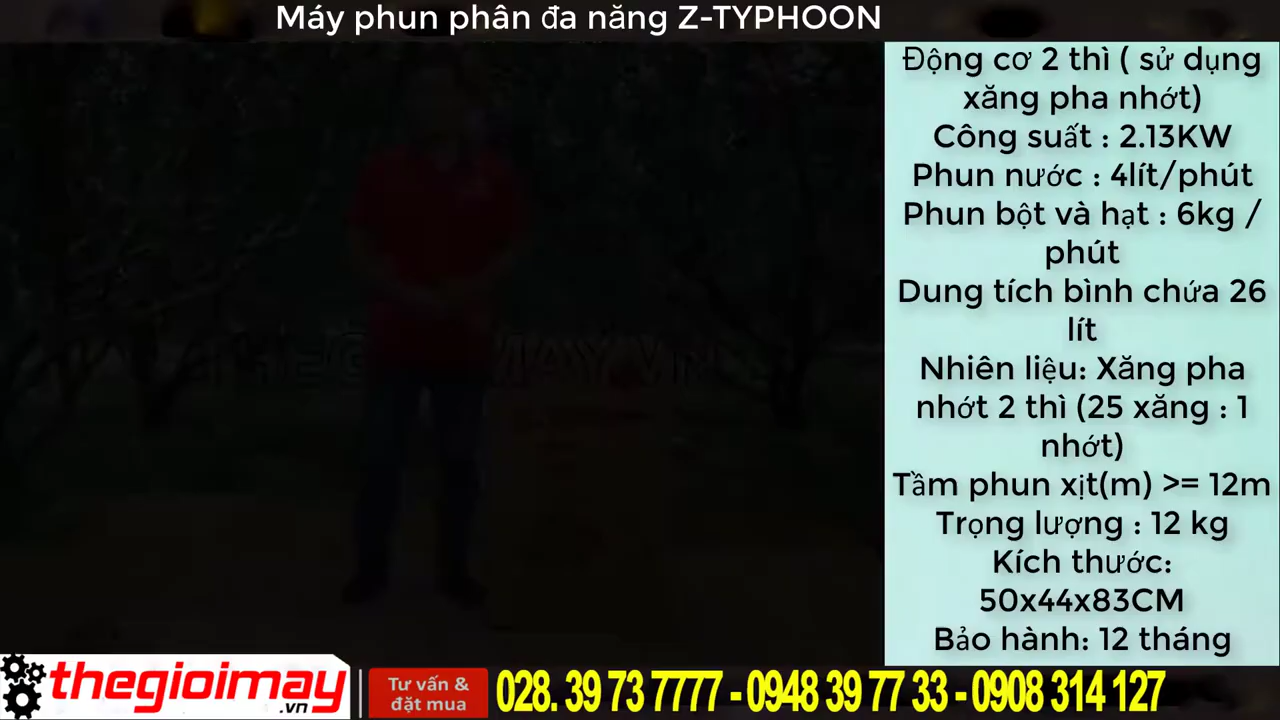 Máy phun phân đa năng Z-TYPHOON
Động cơ 2 thì ( sử dụng
xăng pha nhớt)
Công suất : 2.13KW
Phun nước : 4lít/phút
Phun bột và hạt : 6kg /
phút
Dung tích bình chứa 26
lít
Nhiên liệu: Xăng pha
nhớt 2 thì (25 xăng : 1
nhớt)
Tầm phun xịt(m) >= 12m
Trọng lượng : 12 kg
Kích thước:
50x44x83CM
Bảo hành: 12 tháng
thegioimay
.vn
Tư vấn &
đặt mua
028. 39 73 7777 - 0948 39 77 33 - 0908 314 127